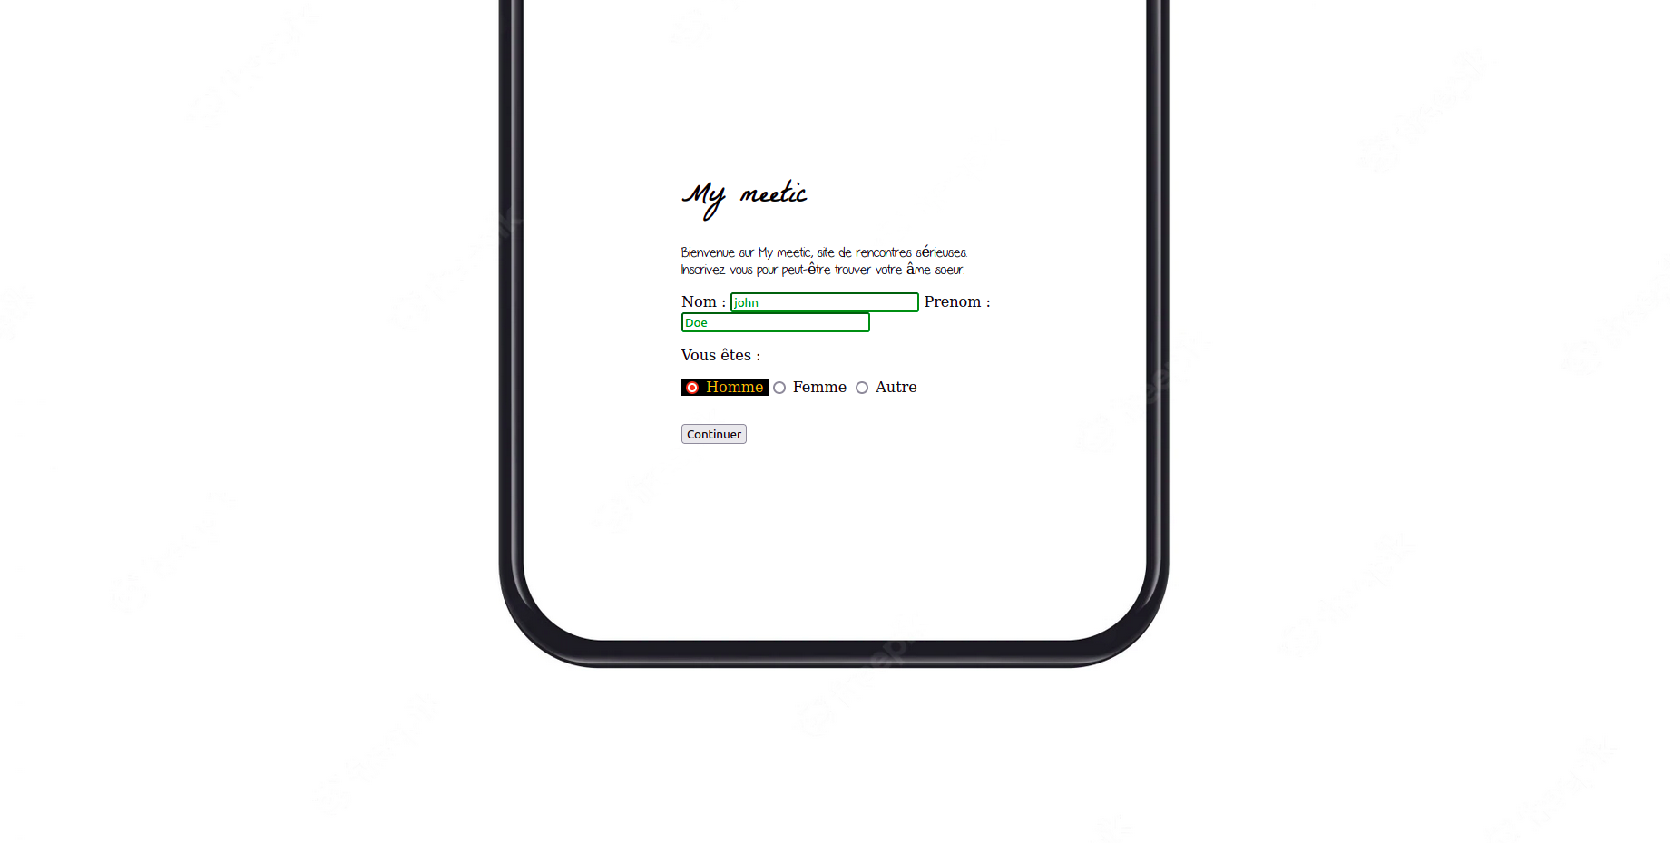 My meetic
Bienvenue sur My meetic, site de rencontres sérieuses.
Inscrivez vous pour peut-être trouver votre âme soeur
Nom : john Prenom :
Doe
Vous êtes :
Homme Femme Autre
Continuer